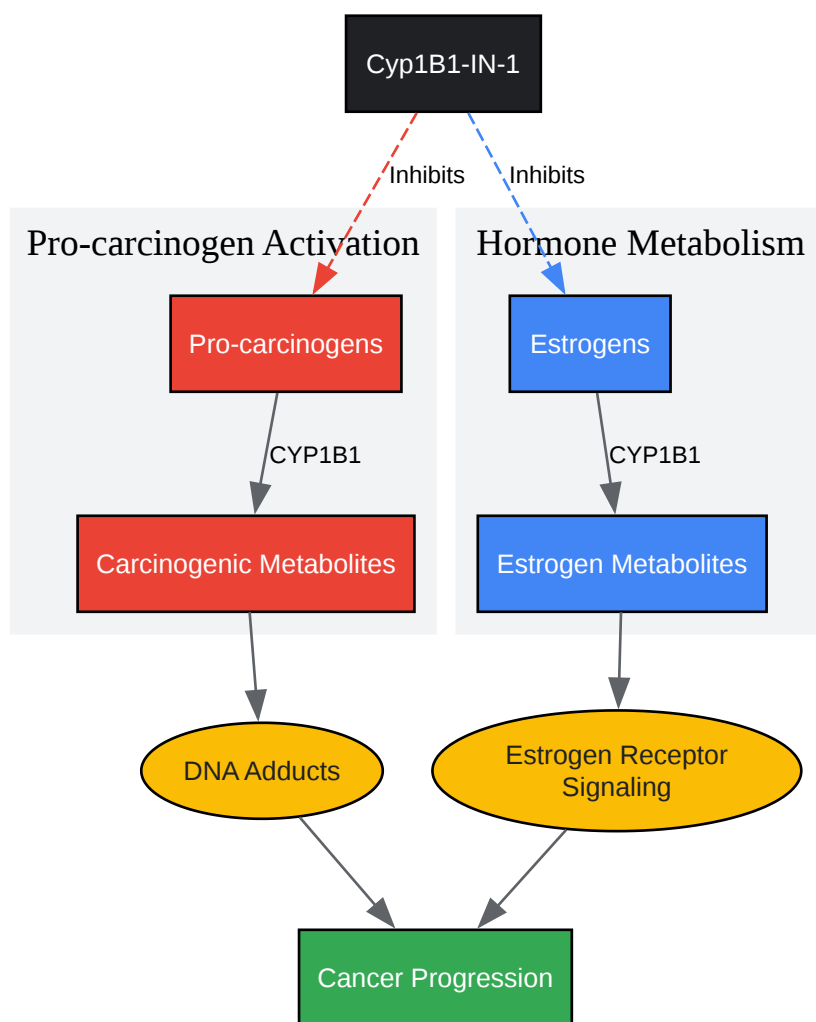 Cyp1B1-IN-1
Inhibits
Inhibits
Pro-carcinogen Activation
Hormone Metabolism
Pro-carcinogens
Estrogens
CYP1B1
CYP1B1
Carcinogenic Metabolites
Estrogen Metabolites
DNA Adducts
Estrogen Receptor
Signaling
Cancer Progression